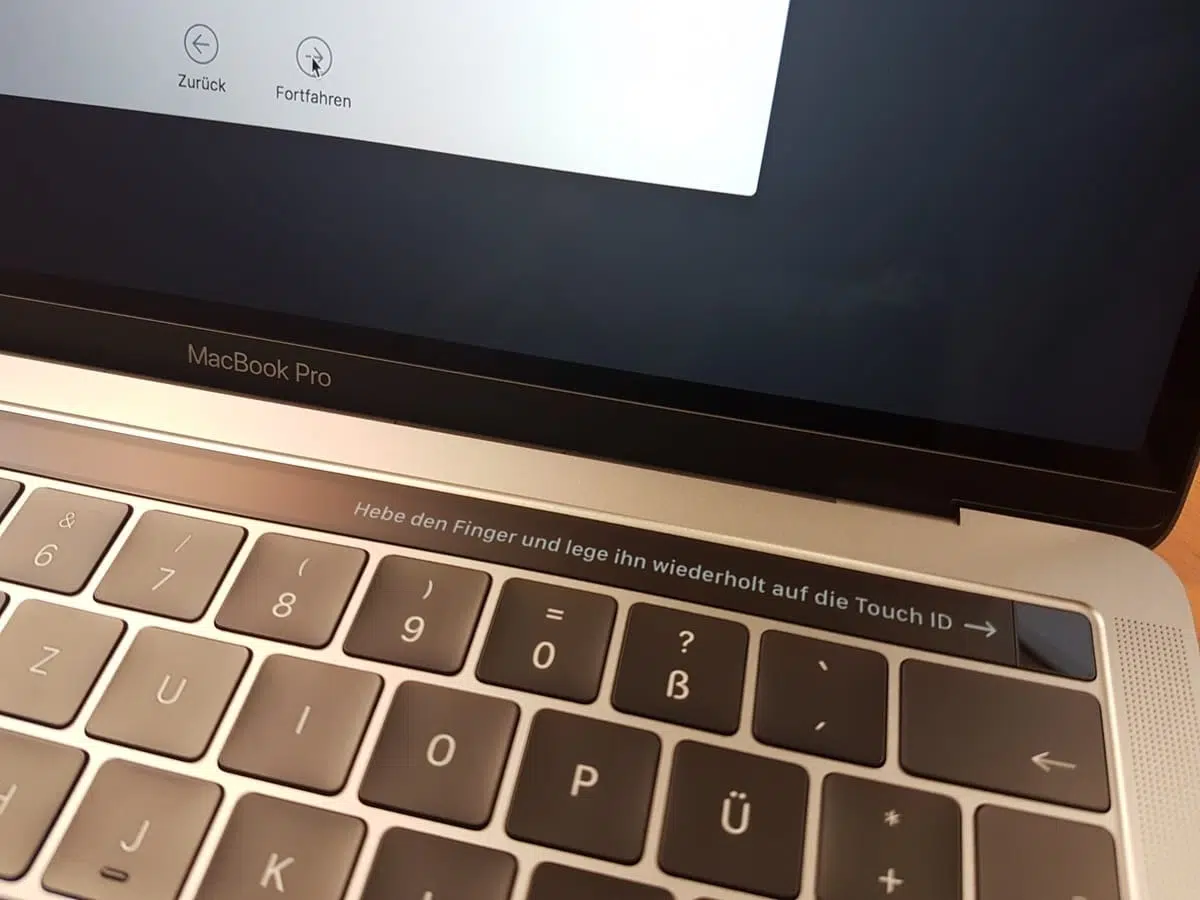 Zurück
Fortfahren
MacBook Pro
Hebe den Finger und lege ihn wiederholt auf die Touch ID →
& / ( ) = ? `
6 7 8 9 0 ß ´
Z U I O P Ü * +
J K